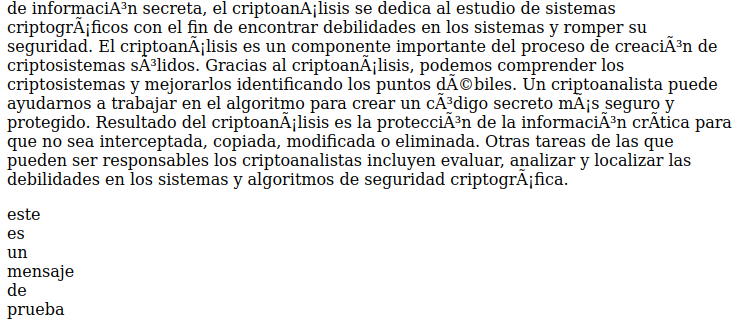 de informaciÃ³n secreta, el criptoanÃ¡lisis se dedica al estudio de sistemas
criptogrÃ¡ficos con el fin de encontrar debilidades en los sistemas y romper su
seguridad. El criptoanÃ¡lisis es un componente importante del proceso de creaciÃ³n de
criptosistemas sÃ³lidos. Gracias al criptoanÃ¡lisis, podemos comprender los
criptosistemas y mejorarlos identificando los puntos dÃ©biles. Un criptoanalista puede
ayudarnos a trabajar en el algoritmo para crear un cÃ³digo secreto mÃ¡s seguro y
protegido. Resultado del criptoanÃ¡lisis es la protecciÃ³n de la informaciÃ³n crÃ­tica para
que no sea interceptada, copiada, modificada o eliminada. Otras tareas de las que
pueden ser responsables los criptoanalistas incluyen evaluar, analizar y localizar las
debilidades en los sistemas y algoritmos de seguridad criptogrÃ¡fica.
este
es
un
mensaje
de
prueba